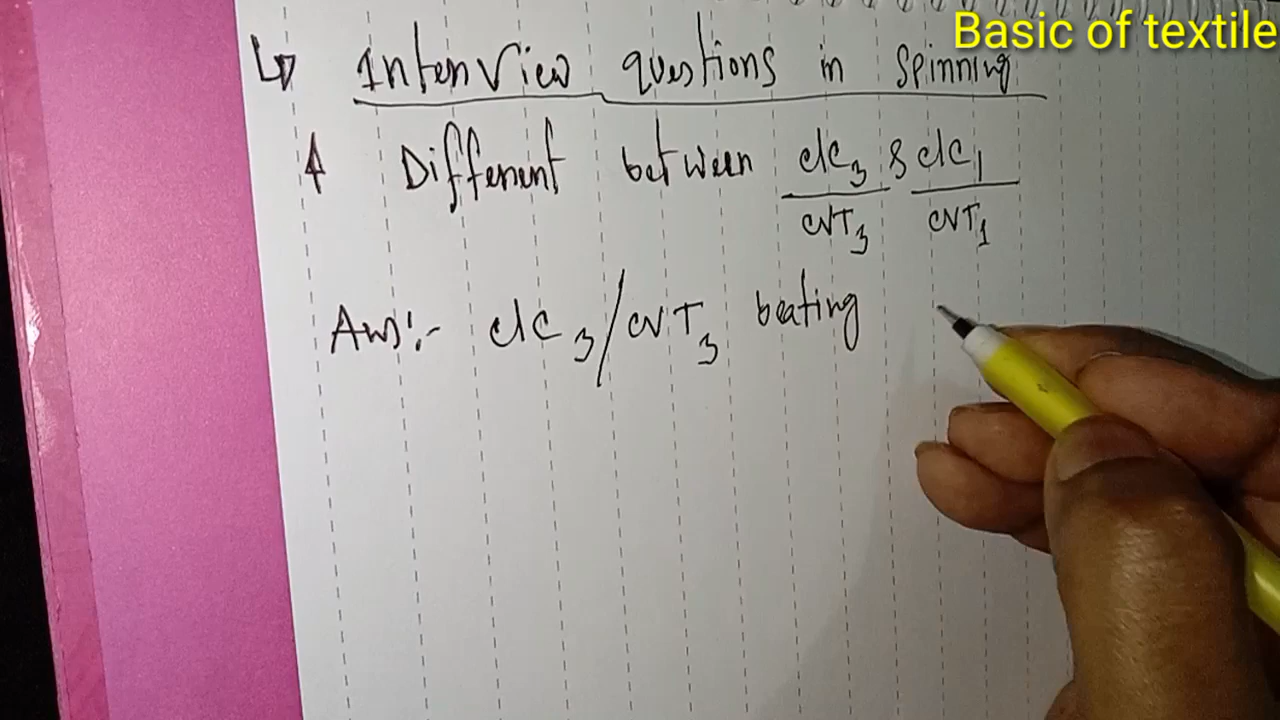 Basic of textile
Interview questions in Spinning
Different between clc3 & clc1
CVT3 CVT1
Ans:- clc3/CVT3 beating